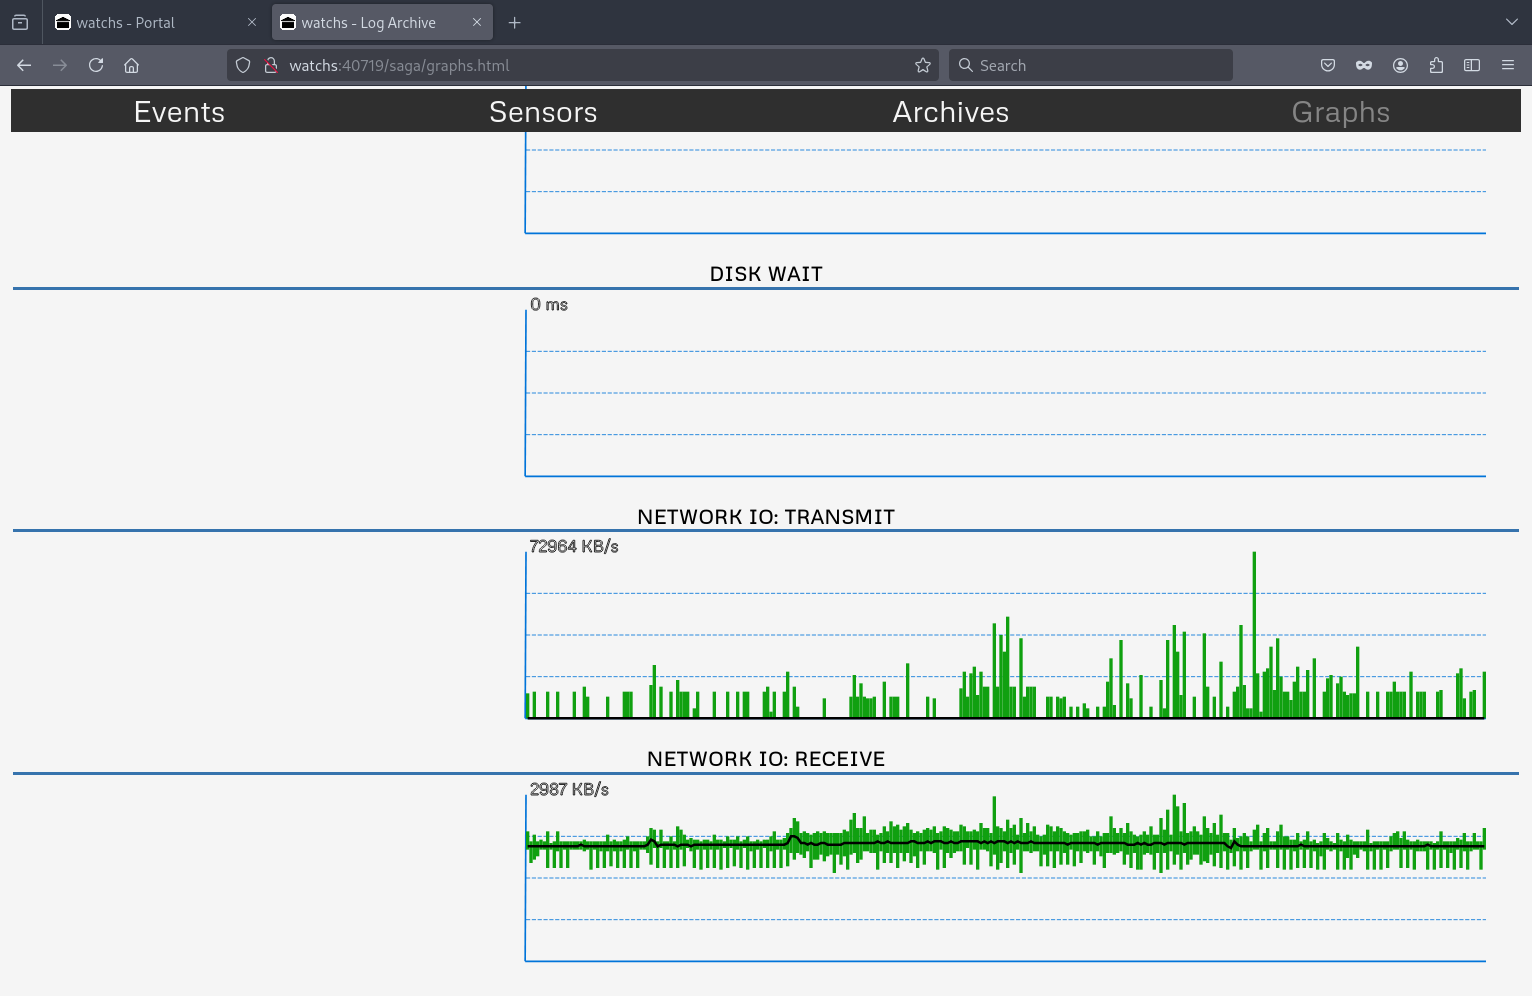 watchs - Portal
watchs - Log Archive
watchs:40719/saga/graphs.html
Search
Events Sensors Archives Graphs
DISK WAIT
0 ms
NETWORK IO: TRANSMIT
72964 KB/s
NETWORK IO: RECEIVE
2987 KB/s